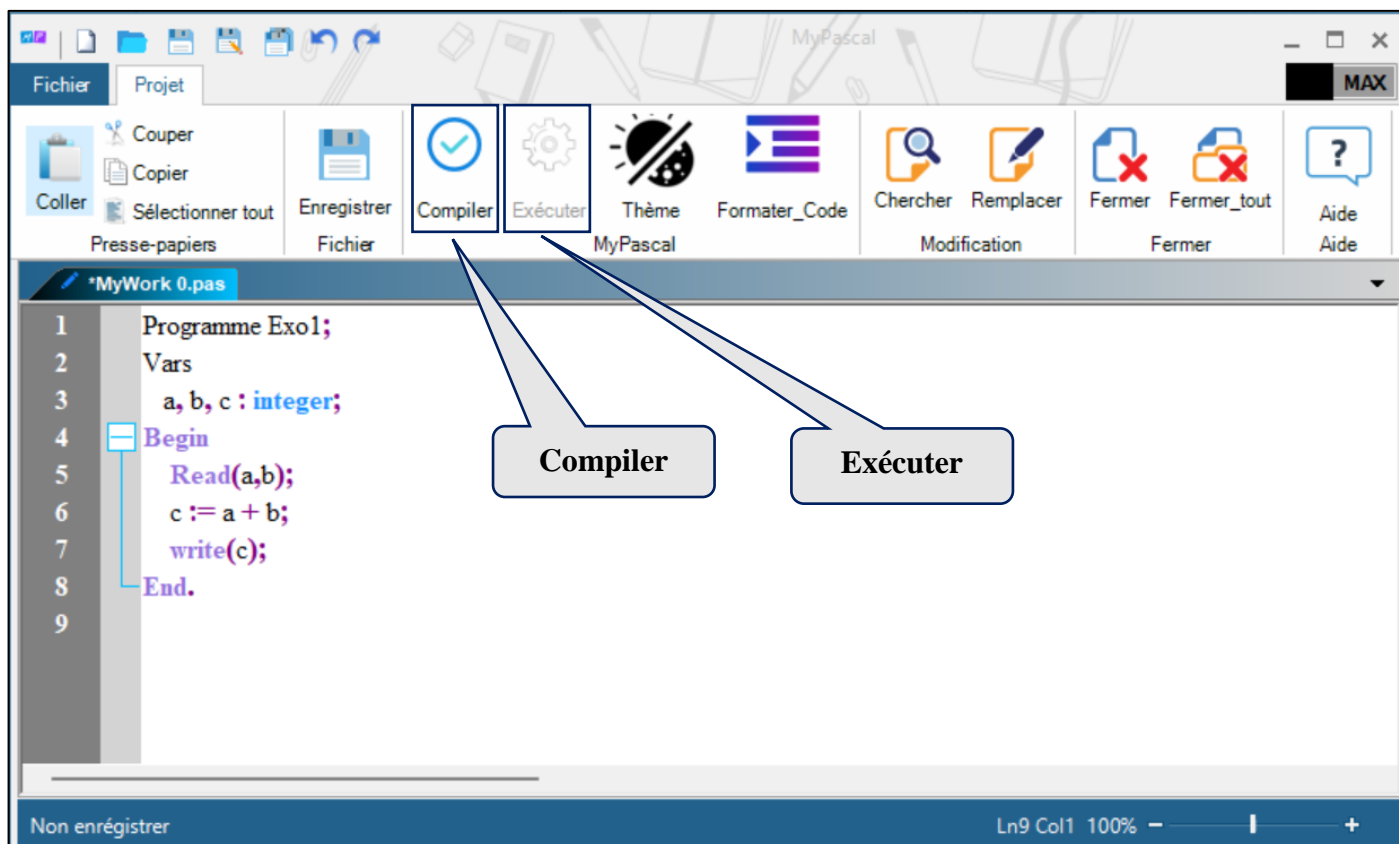 MyPascal
Fichier Projet MAX
Coller
Couper
Copier
Sélectionner tout
Presse-papiers
Enregistrer
Fichier
Compiler Exécuter Thème Formater_Code
MyPascal
Chercher Remplacer
Modification
Fermer Fermer_tout
Fermer
?
Aide
Aide
*MyWork 0.pas
1 Programme Exo1;
2 Vars
3 a, b, c : integer;
4 Begin
5 Read(a,b);
6 c := a + b;
7 write(c);
8 End.
9
Compiler
Exécuter
Non enrégistrer Ln9 Col1 100% − +